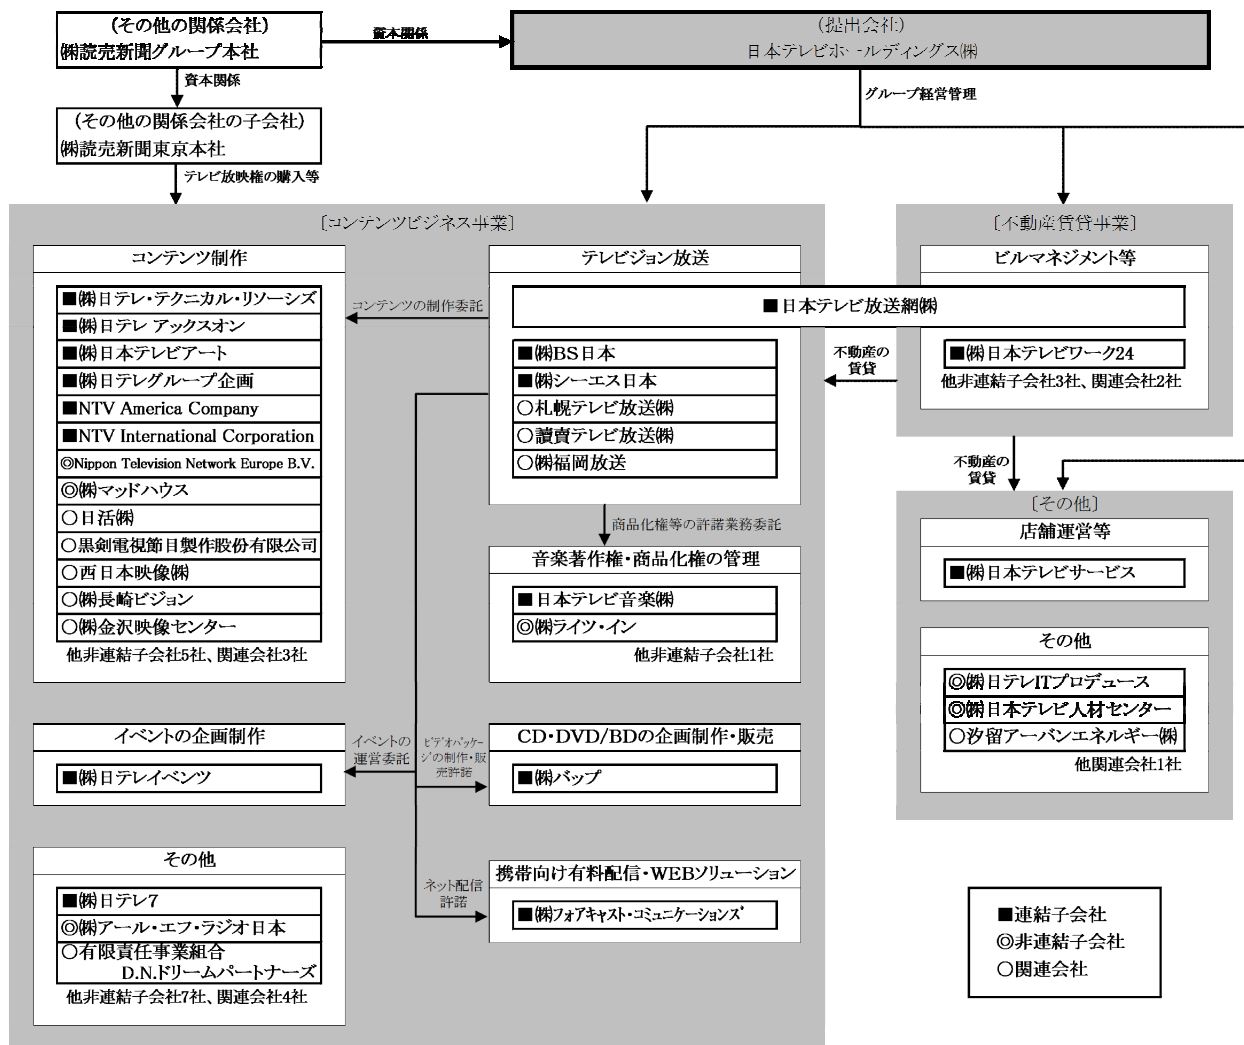 (その他の関係会社)
㈱読売新聞グループ本社
資本関係
(提出会社)
日本テレビホールディングス㈱
資本関係
グループ経営管理
(その他の関係会社の子会社)
㈱読売新聞東京本社
テレビ放映権の購入等
〔コンテンツビジネス事業〕
コンテンツ制作
■㈱日テレ・テクニカル・リソーシズ
■㈱日テレ アックスオン
■㈱日本テレビアート
■㈱日テレグループ企画
■NTV America Company
■NTV International Corporation
◎Nippon Television Network Europe B.V.
◎㈱マッドハウス
○日活㈱
○黒剣電視節目製作股份有限公司
○西日本映像㈱
○㈱長崎ビジョン
○㈱金沢映像センター
他非連結子会社5社、関連会社3社
コンテンツの制作委託
テレビジョン放送
■日本テレビ放送網㈱
■㈱BS日本
■㈱シーエス日本
○札幌テレビ放送㈱
○讀賣テレビ放送㈱
○㈱福岡放送
商品化権等の許諾業務委託
音楽著作権・商品化権の管理
■日本テレビ音楽㈱
◎㈱ライツ・イン
他非連結子会社1社
イベントの企画制作
■㈱日テレイベンツ
イベントの
運営委託
ビデオパッケー
ジの制作・販
売許諾
CD・DVD/BDの企画制作・販売
■㈱バップ
その他
■㈱日テレ7
◎㈱アール・エフ・ラジオ日本
○有限責任事業組合
D.N.ドリームパートナーズ
他非連結子会社7社、関連会社4社
ネット配信
許諾
携帯向け有料配信・WEBソリューション
■㈱フォアキャスト・コミュニケーションズ
〔不動産賃貸事業〕
ビルマネジメント等
■㈱日本テレビワーク24
他非連結子会社3社、関連会社2社
不動産の
賃貸
不動産の
賃貸
〔その他〕
店舗運営等
■㈱日本テレビサービス
その他
◎㈱日テレITプロデュース
◎㈱日本テレビ人材センター
○汐留アーバンエネルギー㈱
他関連会社1社
■連結子会社
◎非連結子会社
○関連会社